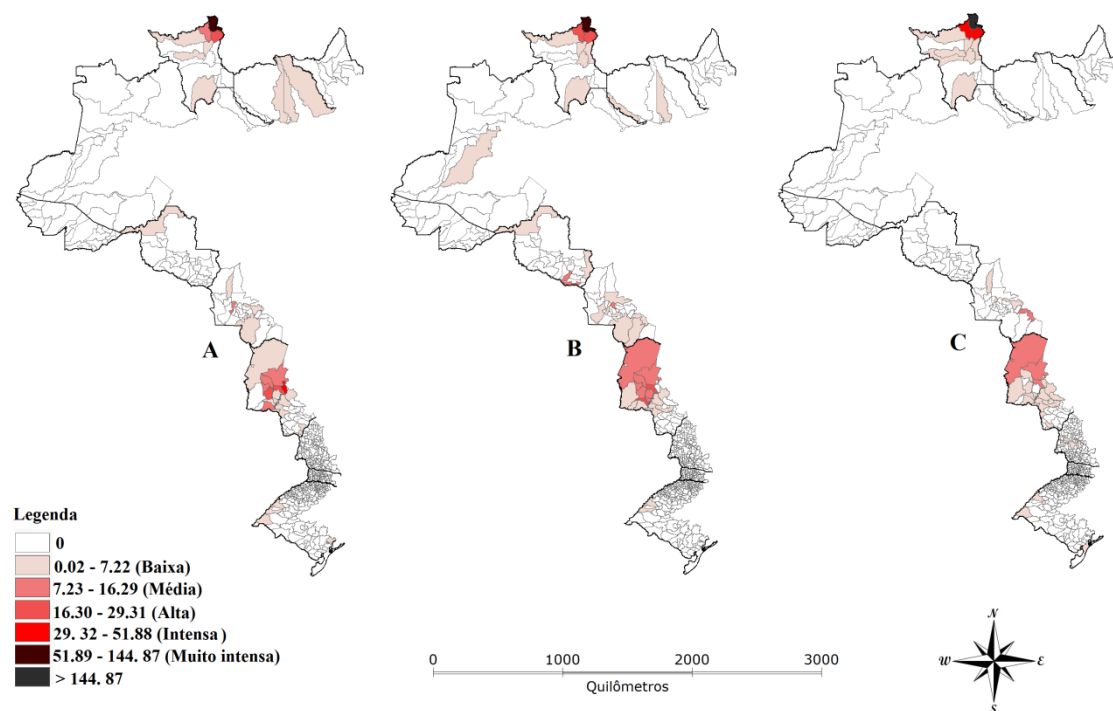 A
B
C
Legenda
0
0.02 - 7.22 (Baixa)
7.23 - 16.29 (Média)
16.30 - 29.31 (Alta)
29. 32 - 51.88 (Intensa )
51.89 - 144. 87 (Muito intensa)
> 144. 87
0 1000 2000 3000
Quilômetros
N
W E
S